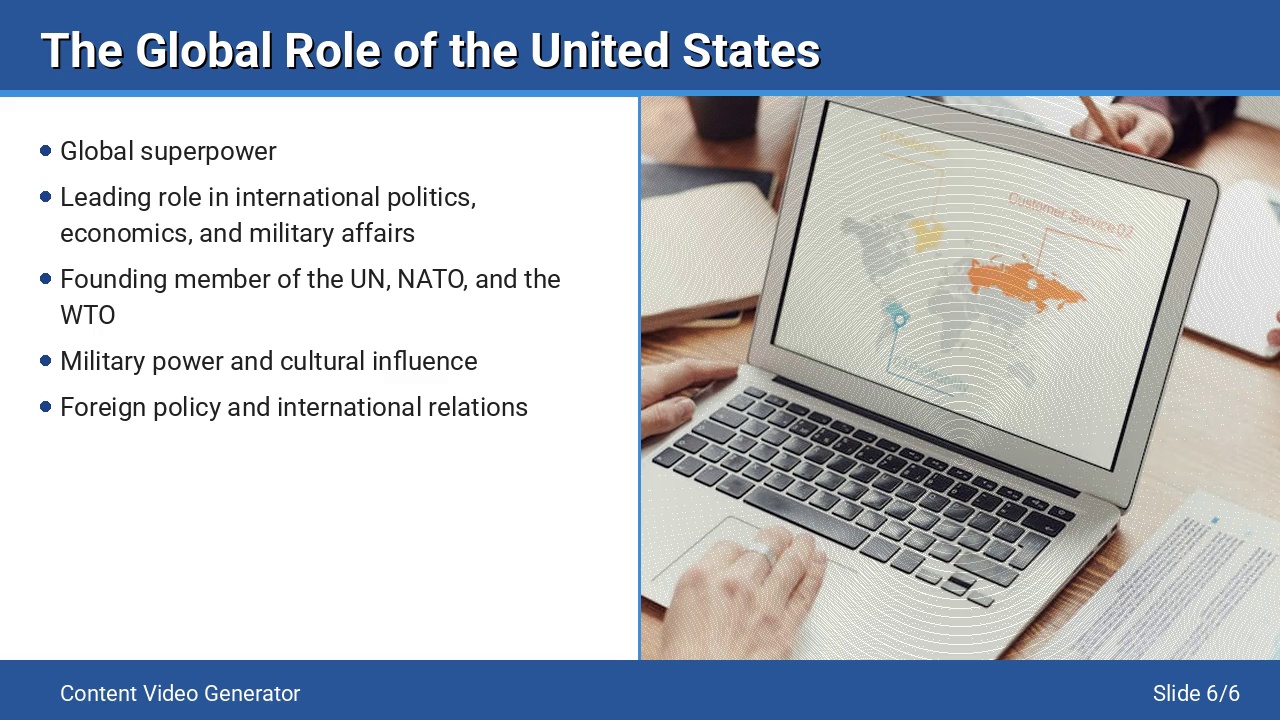 The Global Role of the United States
Global superpower
Leading role in international politics,
economics, and military affairs
Founding member of the UN, NATO, and the
WTO
Military power and cultural influence
Foreign policy and international relations
Customer Service 02
Content Video Generator
Slide 6/6